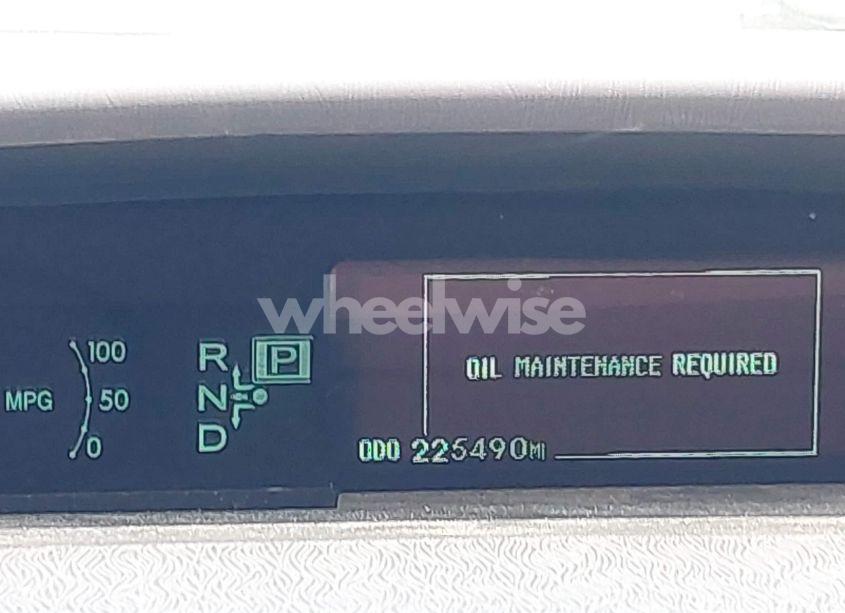 wheelwise
100
R P
OIL MAINTENANCE REQUIRED
MPG 50 N
0 D
ODO 225490MI